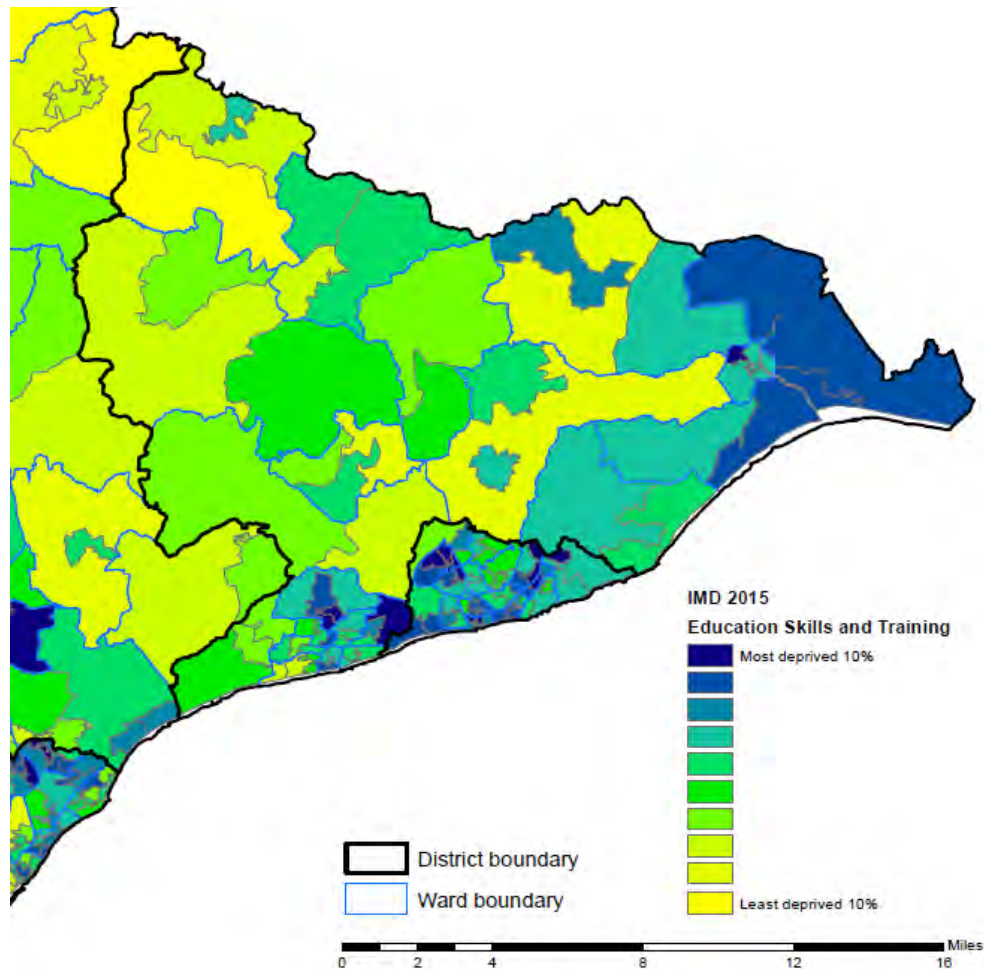 IMD 2015
Education Skills and Training
Most deprived 10%
Least deprived 10%
District boundary
Ward boundary
Miles
0 2 4 8 12 16